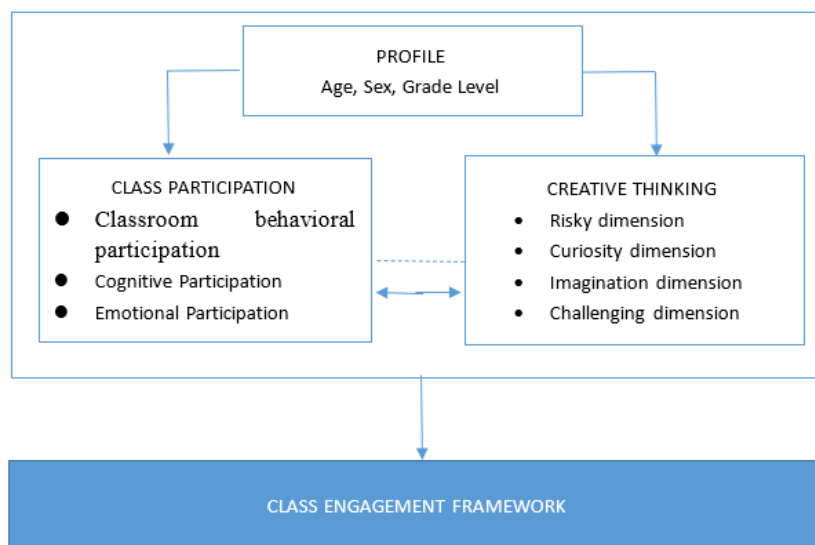 PROFILE
Age, Sex, Grade Level
CLASS PARTICIPATION
● Classroom behavioral
participation
● Cognitive Participation
● Emotional Participation
CREATIVE THINKING
• Risky dimension
• Curiosity dimension
• Imagination dimension
• Challenging dimension
CLASS ENGAGEMENT FRAMEWORK